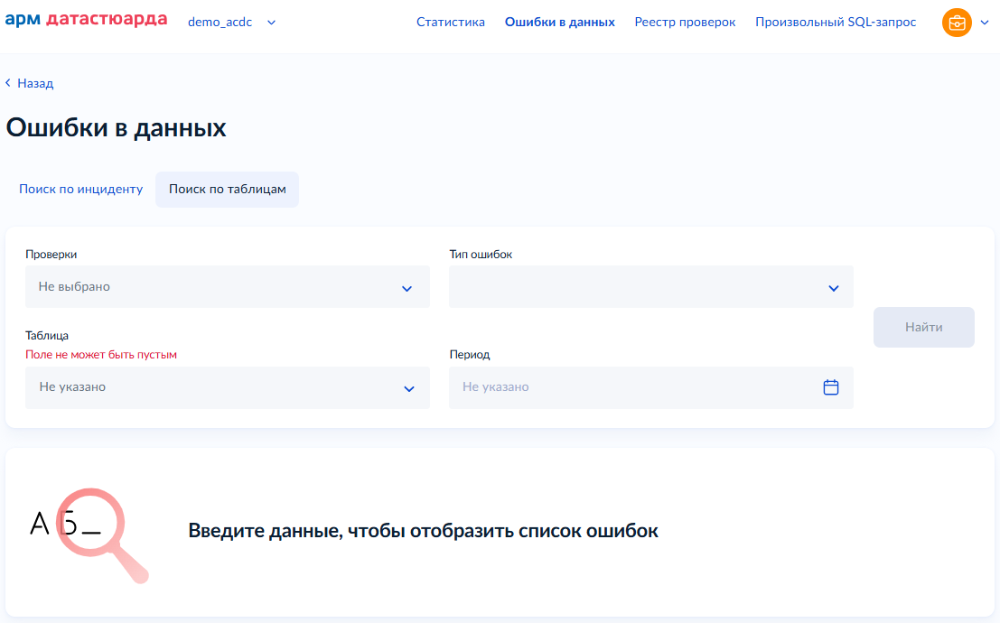 арм датастюарда
demo_acdc
Статистика
Ошибки в данных
Реестр проверок
Произвольный SQL-запрос
Назад
Ошибки в данных
Поиск по инциденту
Поиск по таблицам
Проверки
Не выбрано
Тип ошибок
Найти
Таблица
Поле не может быть пустым
Не указано
Период
Не указано
А Б_
Введите данные, чтобы отобразить список ошибок